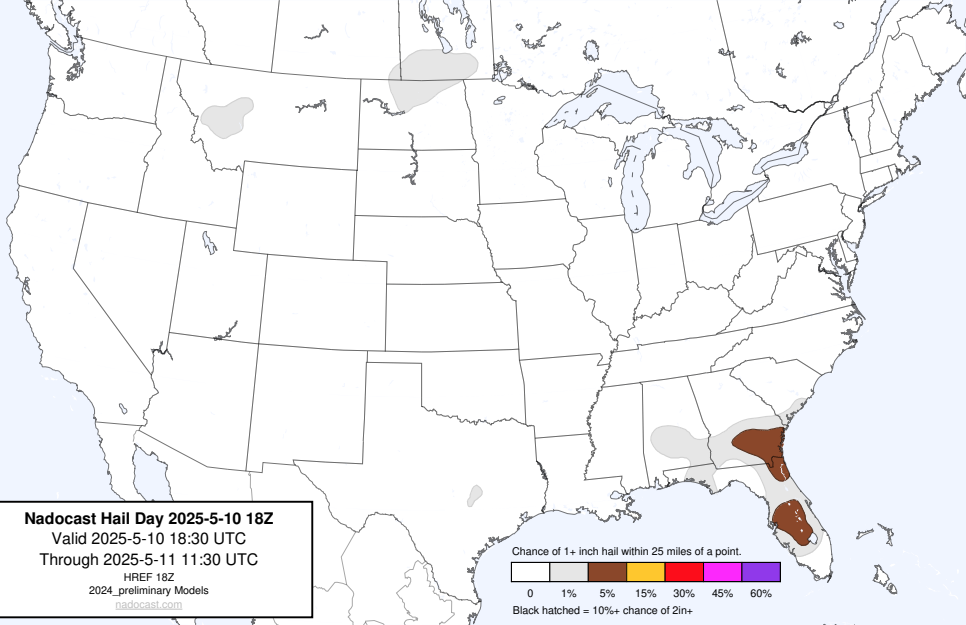 Nadocast Hail Day 2025-5-10 18Z
Valid 2025-5-10 18:30 UTC
Through 2025-5-11 11:30 UTC
HREF 18Z
2024_preliminary Models
nadocast.com
Chance of 1+ inch hail within 25 miles of a point.
0 1% 5% 15% 30% 45% 60%
Black hatched = 10%+ chance of 2in+